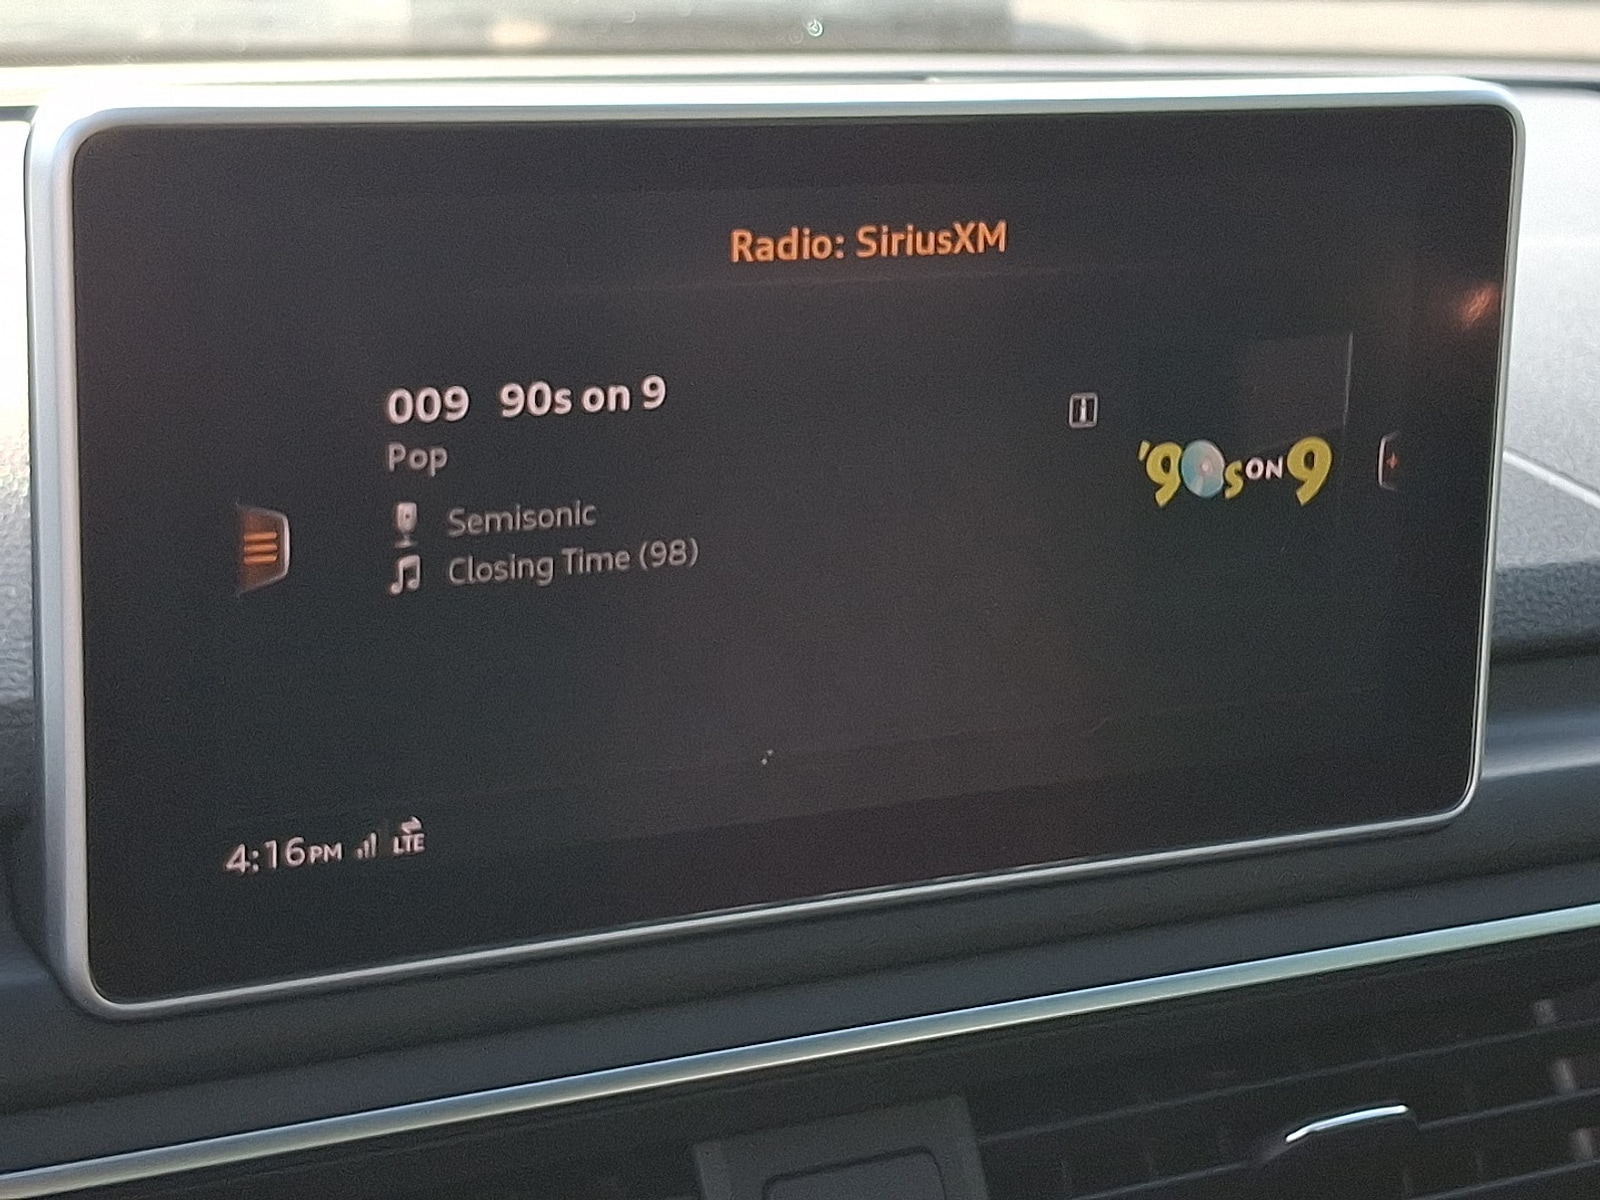 Radio: SiriusXM
009 90s on 9
Pop
'90s ON 9
Semisonic
Closing Time (98)
4:16PM LTE